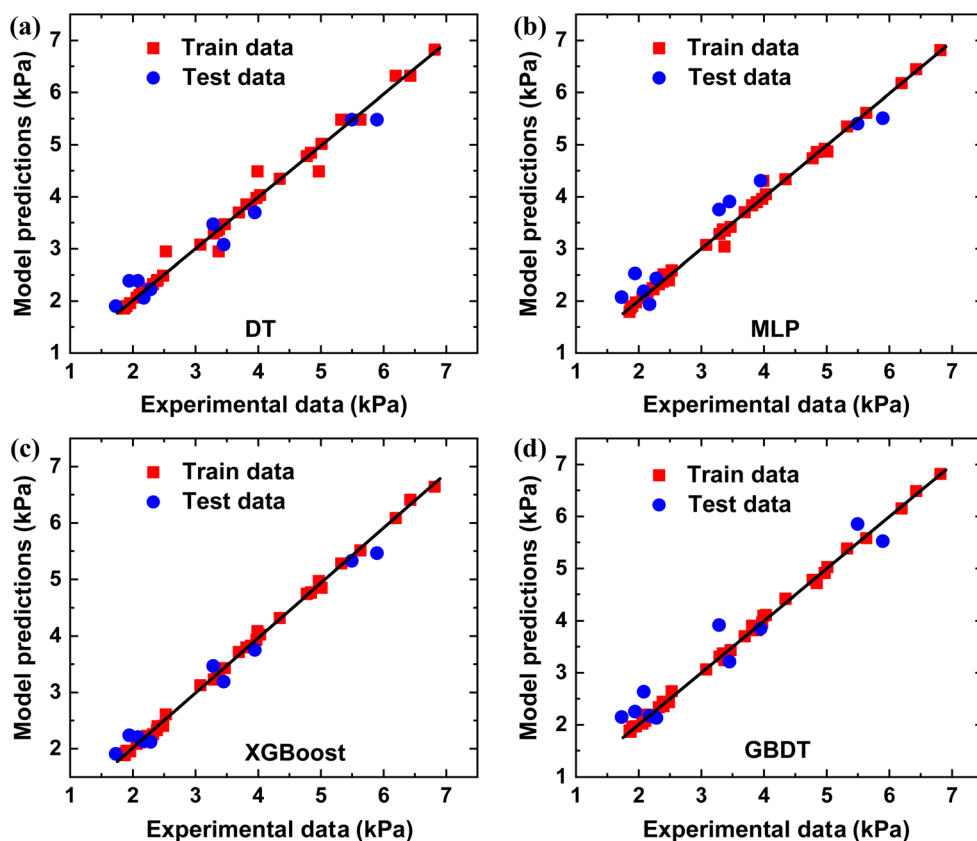 (a)
Train data
Test data
Model predictions (kPa)
7
6
5
4
3
2
1
DT
1 2 3 4 5 6 7
Experimental data (kPa)
(b)
Train data
Test data
Model predictions (kPa)
7
6
5
4
3
2
1
MLP
1 2 3 4 5 6 7
Experimental data (kPa)
(c)
Train data
Test data
Model predictions (kPa)
7
6
5
4
3
2
1
XGBoost
1 2 3 4 5 6 7
Experimental data (kPa)
(d)
Train data
Test data
Model predictions (kPa)
7
6
5
4
3
2
1
GBDT
1 2 3 4 5 6 7
Experimental data (kPa)